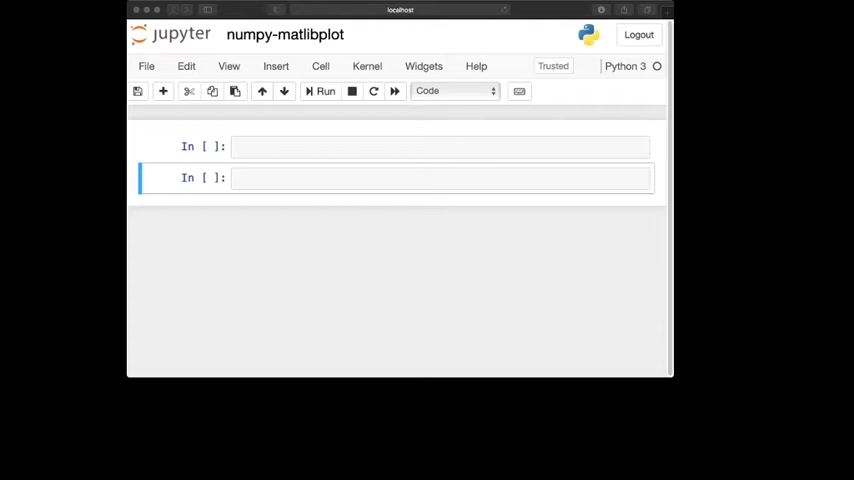 localhost
jupyter numpy-matlibplot Logout
File Edit View Insert Cell Kernel Widgets Help Trusted Python 3
Run Code
In [ ]:
In [ ]: